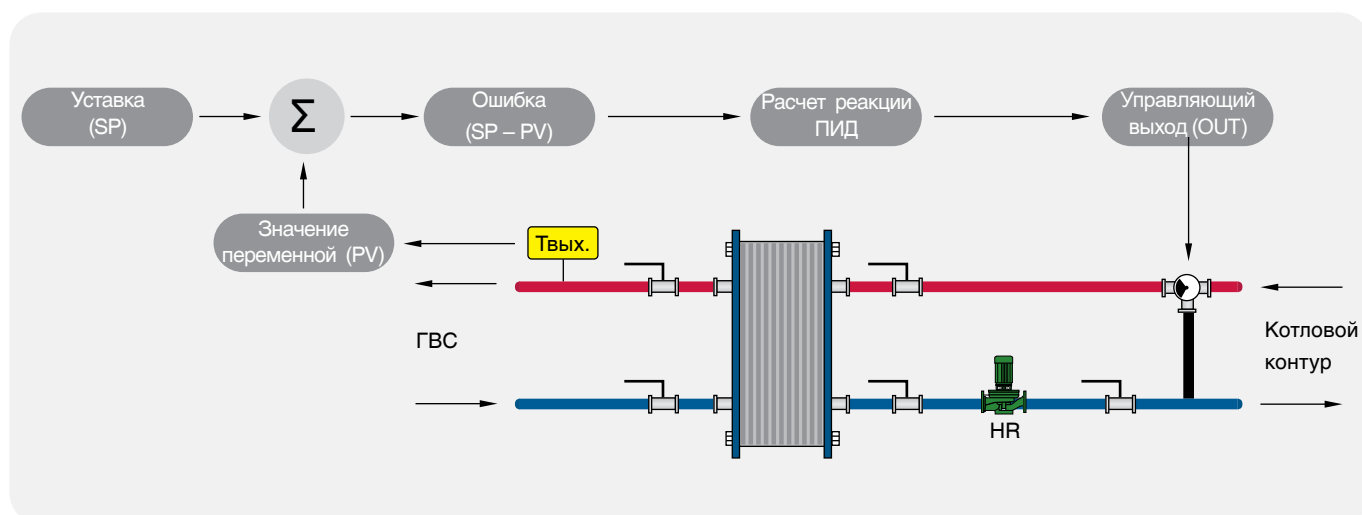 Уставка
(SP)
Σ
Ошибка
(SP – PV)
Расчет реакции
ПИД
Управляющий
выход (OUT)
Значение
переменной (PV)
Твых.
ГВС
Котловой
контур
HR